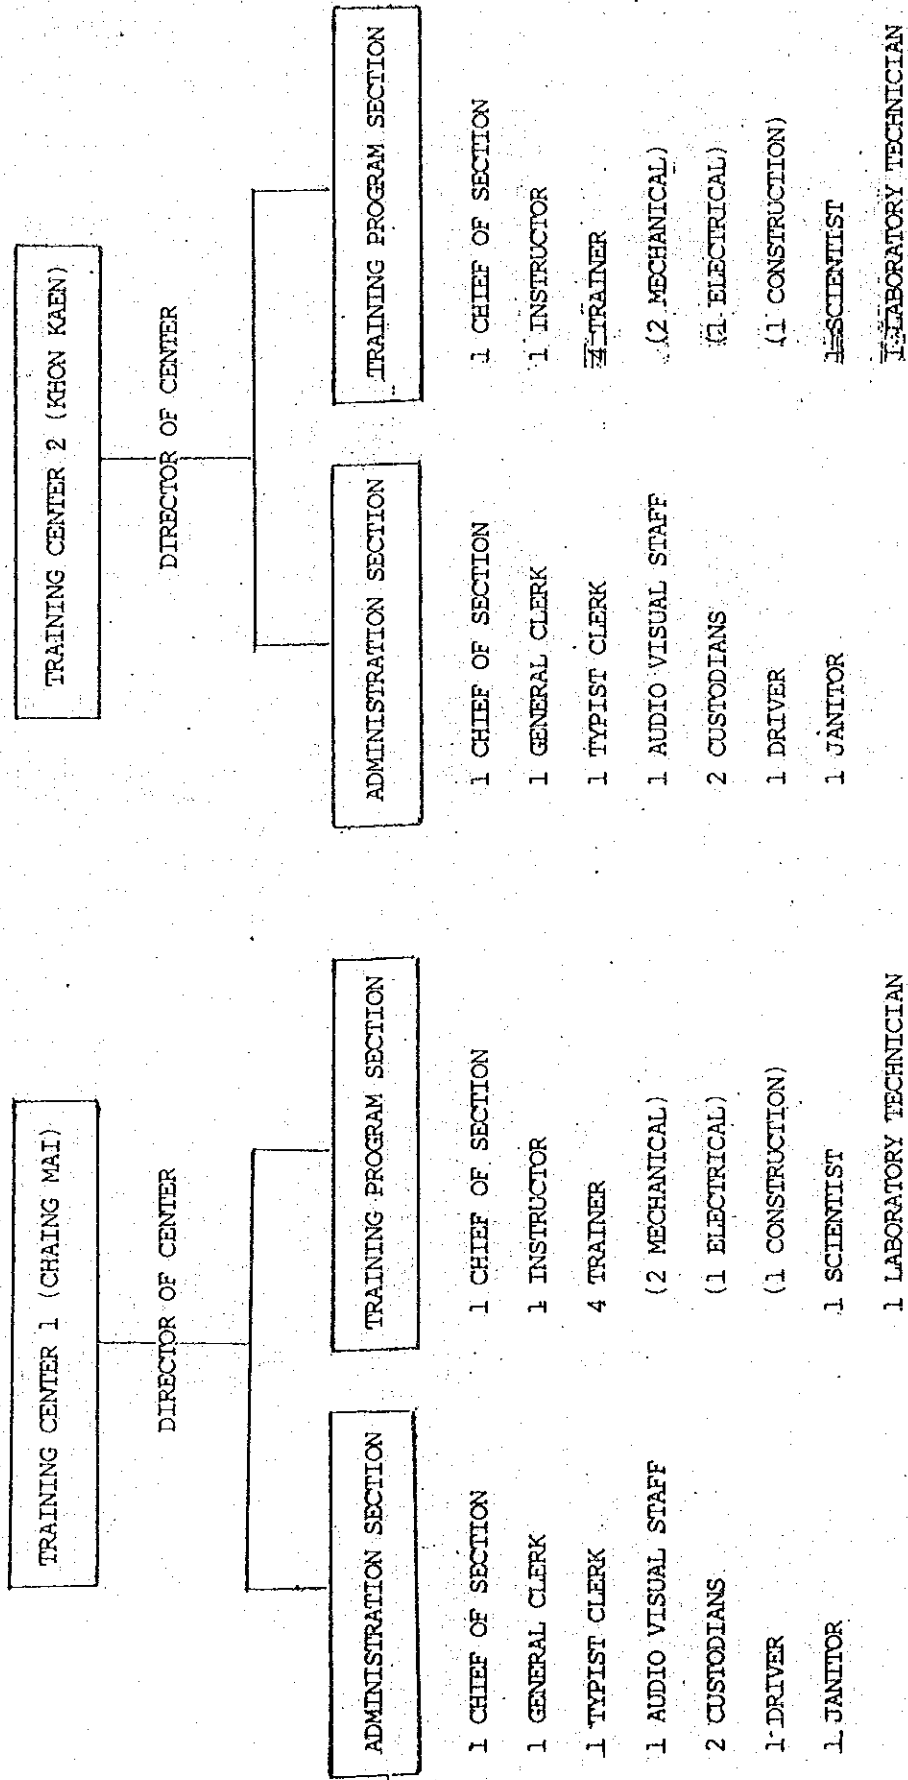 TRAINING CENTER 1 (CHAING MAI)
DIRECTOR OF CENTER
ADMINISTRATION SECTION
1 CHIEF OF SECTION
1 GENERAL CLERK
1 TYPIST CLERK
1 AUDIO VISUAL STAFF
2 CUSTODIANS
1 DRIVER
1 JANITOR
TRAINING PROGRAM SECTION
1 CHIEF OF SECTION
1 INSTRUCTOR
4 TRAINER
(2 MECHANICAL)
(1 ELECTRICAL)
(1 CONSTRUCTION)
1 SCIENTIST
1 LABORATORY TECHNICIAN
TRAINING CENTER 2 (KHON KAEN)
DIRECTOR OF CENTER
ADMINISTRATION SECTION
1 CHIEF OF SECTION
1 GENERAL CLERK
1 TYPIST CLERK
1 AUDIO VISUAL STAFF
2 CUSTODIANS
1 DRIVER
1 JANITOR
TRAINING PROGRAM SECTION
1 CHIEF OF SECTION
1 INSTRUCTOR
4 TRAINER
(2 MECHANICAL)
(1 ELECTRICAL)
(1 CONSTRUCTION)
1 SCIENTIST
1 LABORATORY TECHNICIAN